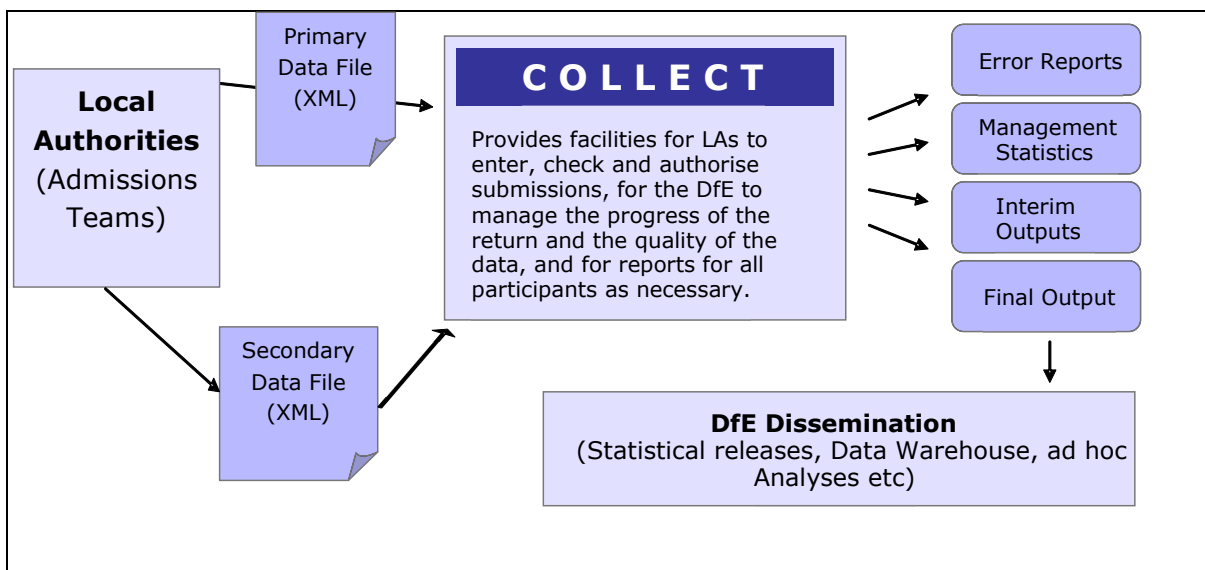 Local
Authorities
(Admissions
Teams)
Primary
Data File
(XML)
Secondary
Data File
(XML)
C O L L E C T
Provides facilities for LAs to
enter, check and authorise
submissions, for the DfE to
manage the progress of the
return and the quality of the
data, and for reports for all
participants as necessary.
Error Reports
Management
Statistics
Interim
Outputs
Final Output
DfE Dissemination
(Statistical releases, Data Warehouse, ad hoc
Analyses etc)